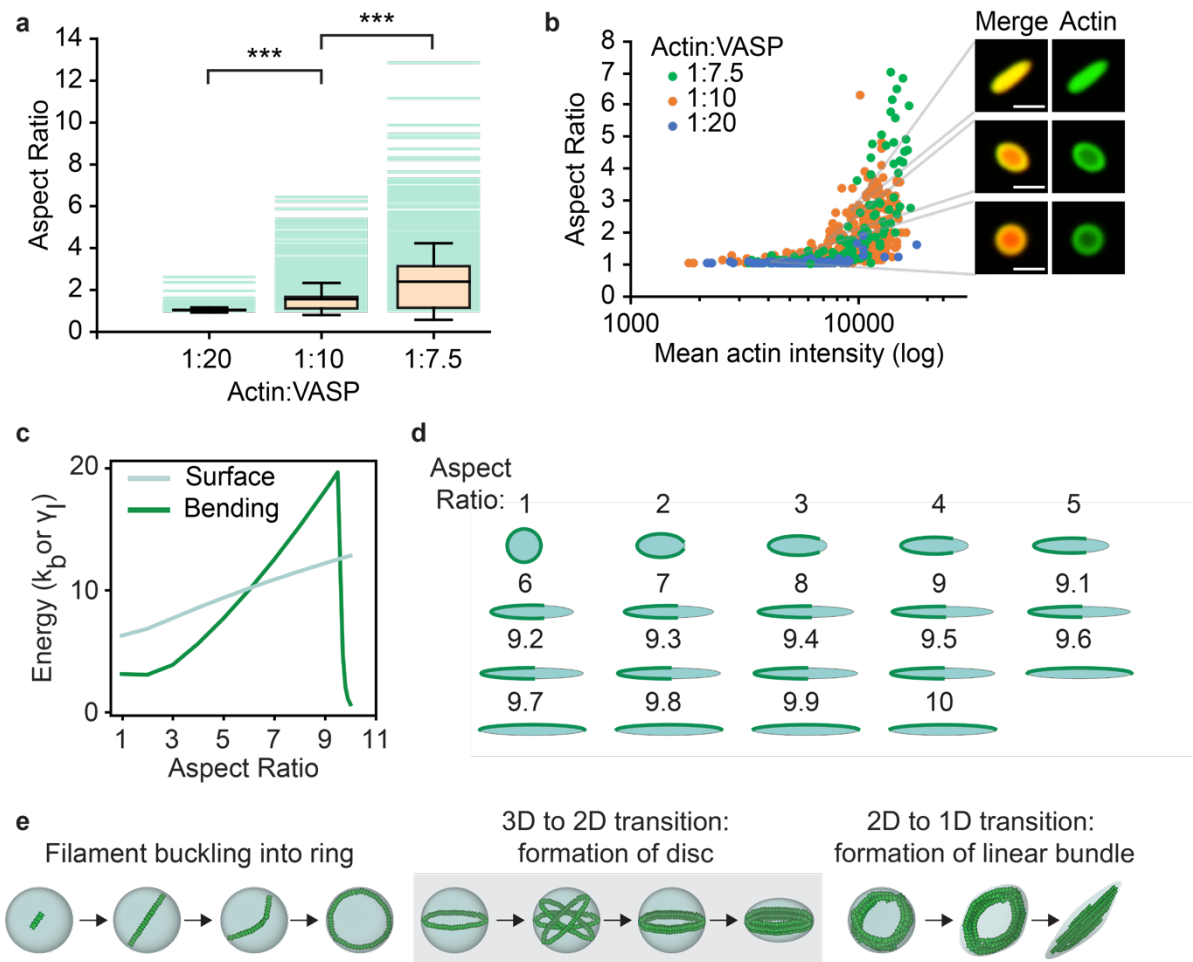 a
14
12
10
8
6
4
2
0
Aspect Ratio
***
***
1:20 1:10 1:7.5
Actin:VASP
b
8
7
6
5
4
3
2
1
0
Aspect Ratio
Actin:VASP
1:7.5
1:10
1:20
1000 10000
Mean actin intensity (log)
Merge Actin
c
20
10
0
Energy (k_b or γ_l)
Surface
Bending
1 3 5 7 9 11
Aspect Ratio
d
Aspect
Ratio: 1 2 3 4 5
6 7 8 9 9.1
9.2 9.3 9.4 9.5 9.6
9.7 9.8 9.9 10
e
Filament buckling into ring
3D to 2D transition:
formation of disc
2D to 1D transition:
formation of linear bundle